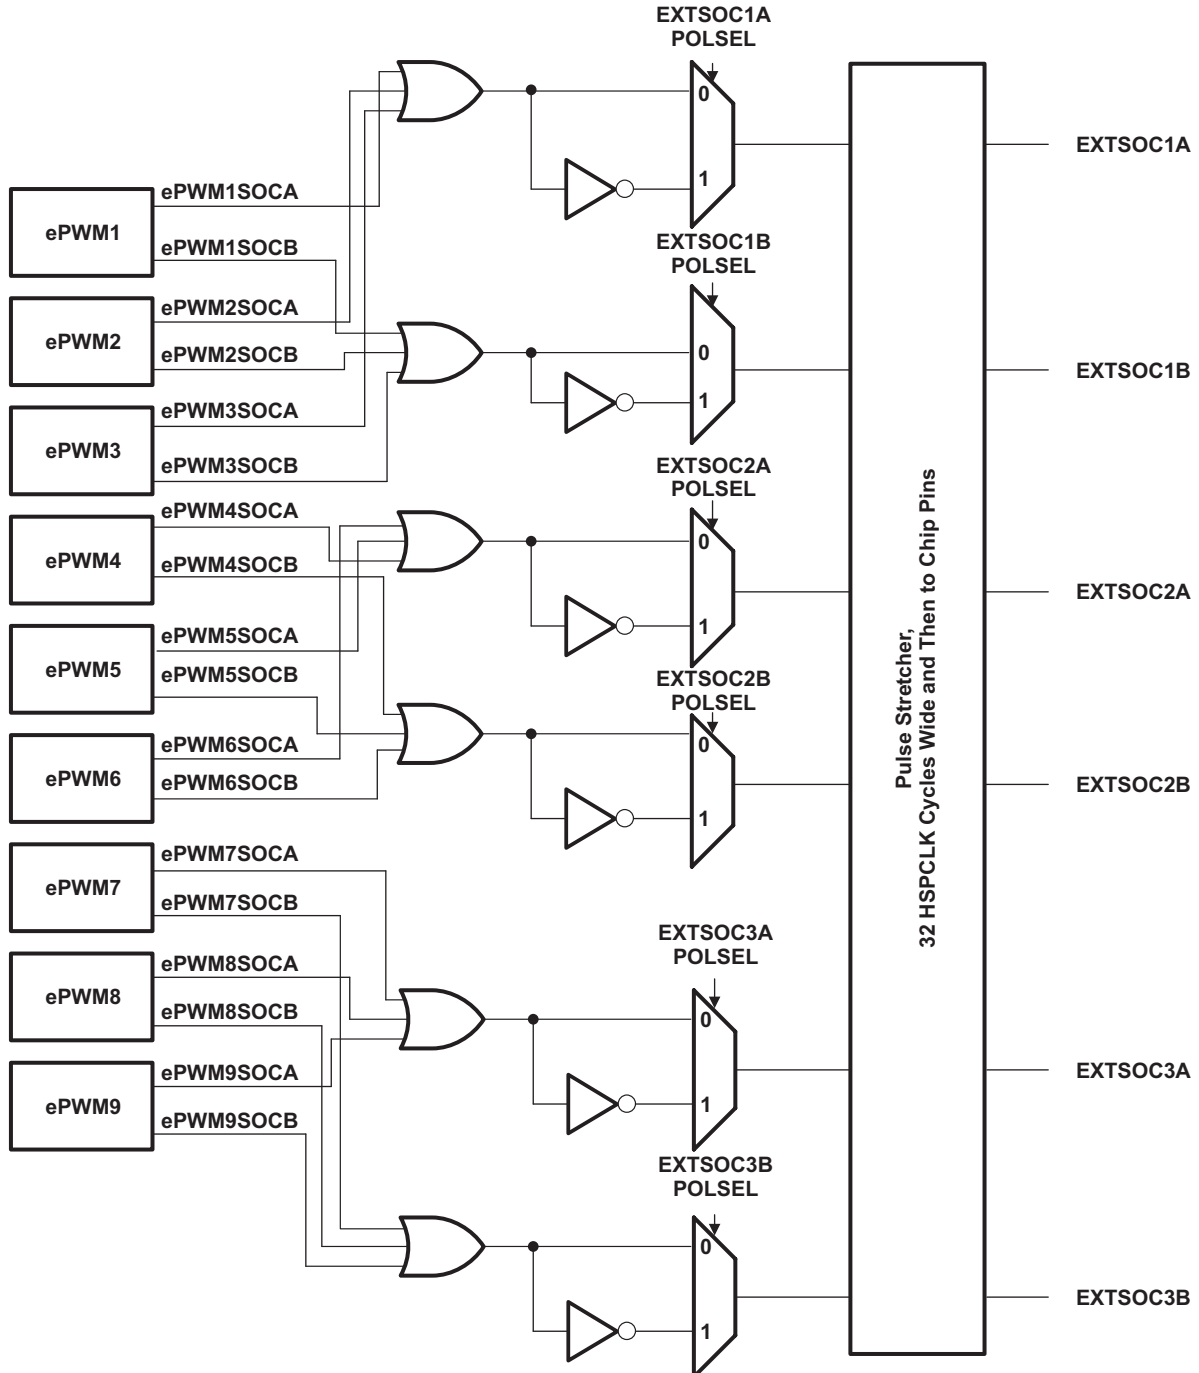 EXTSOC1A
POLSEL
0
1
EXTSOC1A
ePWM1
ePWM1SOCA
ePWM1SOCB
EXTSOC1B
POLSEL
0
1
EXTSOC1B
ePWM2
ePWM2SOCA
ePWM2SOCB
ePWM3
ePWM3SOCA
ePWM3SOCB
EXTSOC2A
POLSEL
0
1
EXTSOC2A
ePWM4
ePWM4SOCA
ePWM4SOCB
ePWM5
ePWM5SOCA
ePWM5SOCB
EXTSOC2B
POLSEL
0
1
EXTSOC2B
ePWM6
ePWM6SOCA
ePWM6SOCB
Pulse Stretcher,
32 HSPCLK Cycles Wide and Then to Chip Pins
ePWM7
ePWM7SOCA
ePWM7SOCB
EXTSOC3A
POLSEL
0
1
EXTSOC3A
ePWM8
ePWM8SOCA
ePWM8SOCB
ePWM9
ePWM9SOCA
ePWM9SOCB
EXTSOC3B
POLSEL
0
1
EXTSOC3B